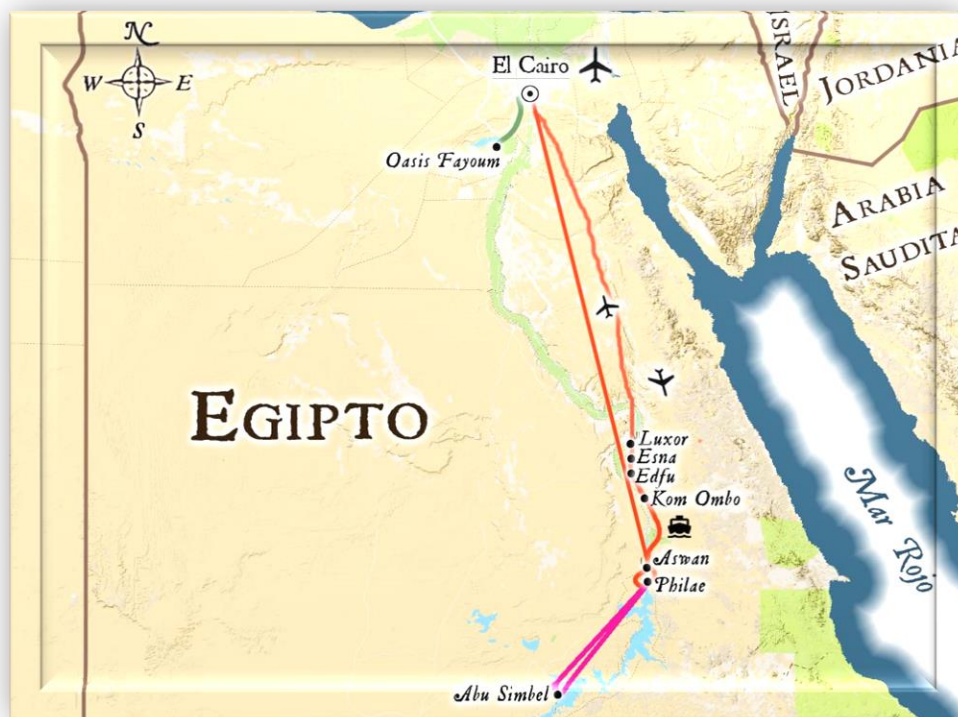 N
W E
S
El Cairo
ISRAEL
JORDANIA
Oasis Fayoum
ARABIA
SAUDITA
EGIPTO
Luxor
Esna
Edfu
Kom Ombo
Mar Rojo
Aswan
Philae
Abu Simbel